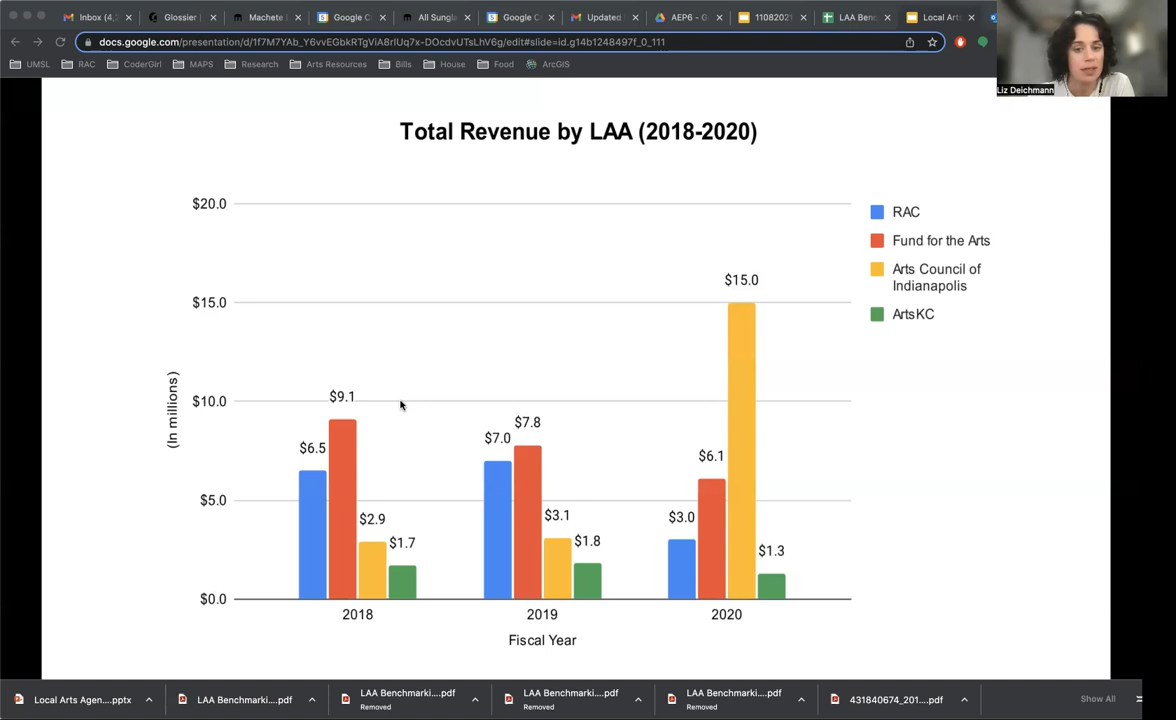 Inbox (4,
Glossier
Machete
Google C
All Sungla
Google C
Updated
AEP6 - G
11082021
LAA Benc
Local Arts
docs.google.com/presentation/d/1f7M7YAb_Y6vvEGbkRTgViA8rIUq7x-DOcdvUTsLhV6g/edit#slide=id.g14b1248497f_0_111
UMSL
RAC
CoderGirl
MAPS
Research
Arts Resources
Bills
House
Food
ArcGIS
Liz Deichmann
Total Revenue by LAA (2018-2020)
$20.0
$15.0
$10.0
$5.0
$0.0
(In millions)
$6.5
$9.1
$2.9
$1.7
$7.0
$7.8
$3.1
$1.8
$3.0
$6.1
$15.0
$1.3
2018
2019
2020
Fiscal Year
RAC
Fund for the Arts
Arts Council of
Indianapolis
ArtsKC
Local Arts Agen....pptx
LAA Benchmarki....pdf
LAA Benchmarki....pdf
Removed
LAA Benchmarki....pdf
Removed
LAA Benchmarki....pdf
Removed
431840674_201....pdf
Show All